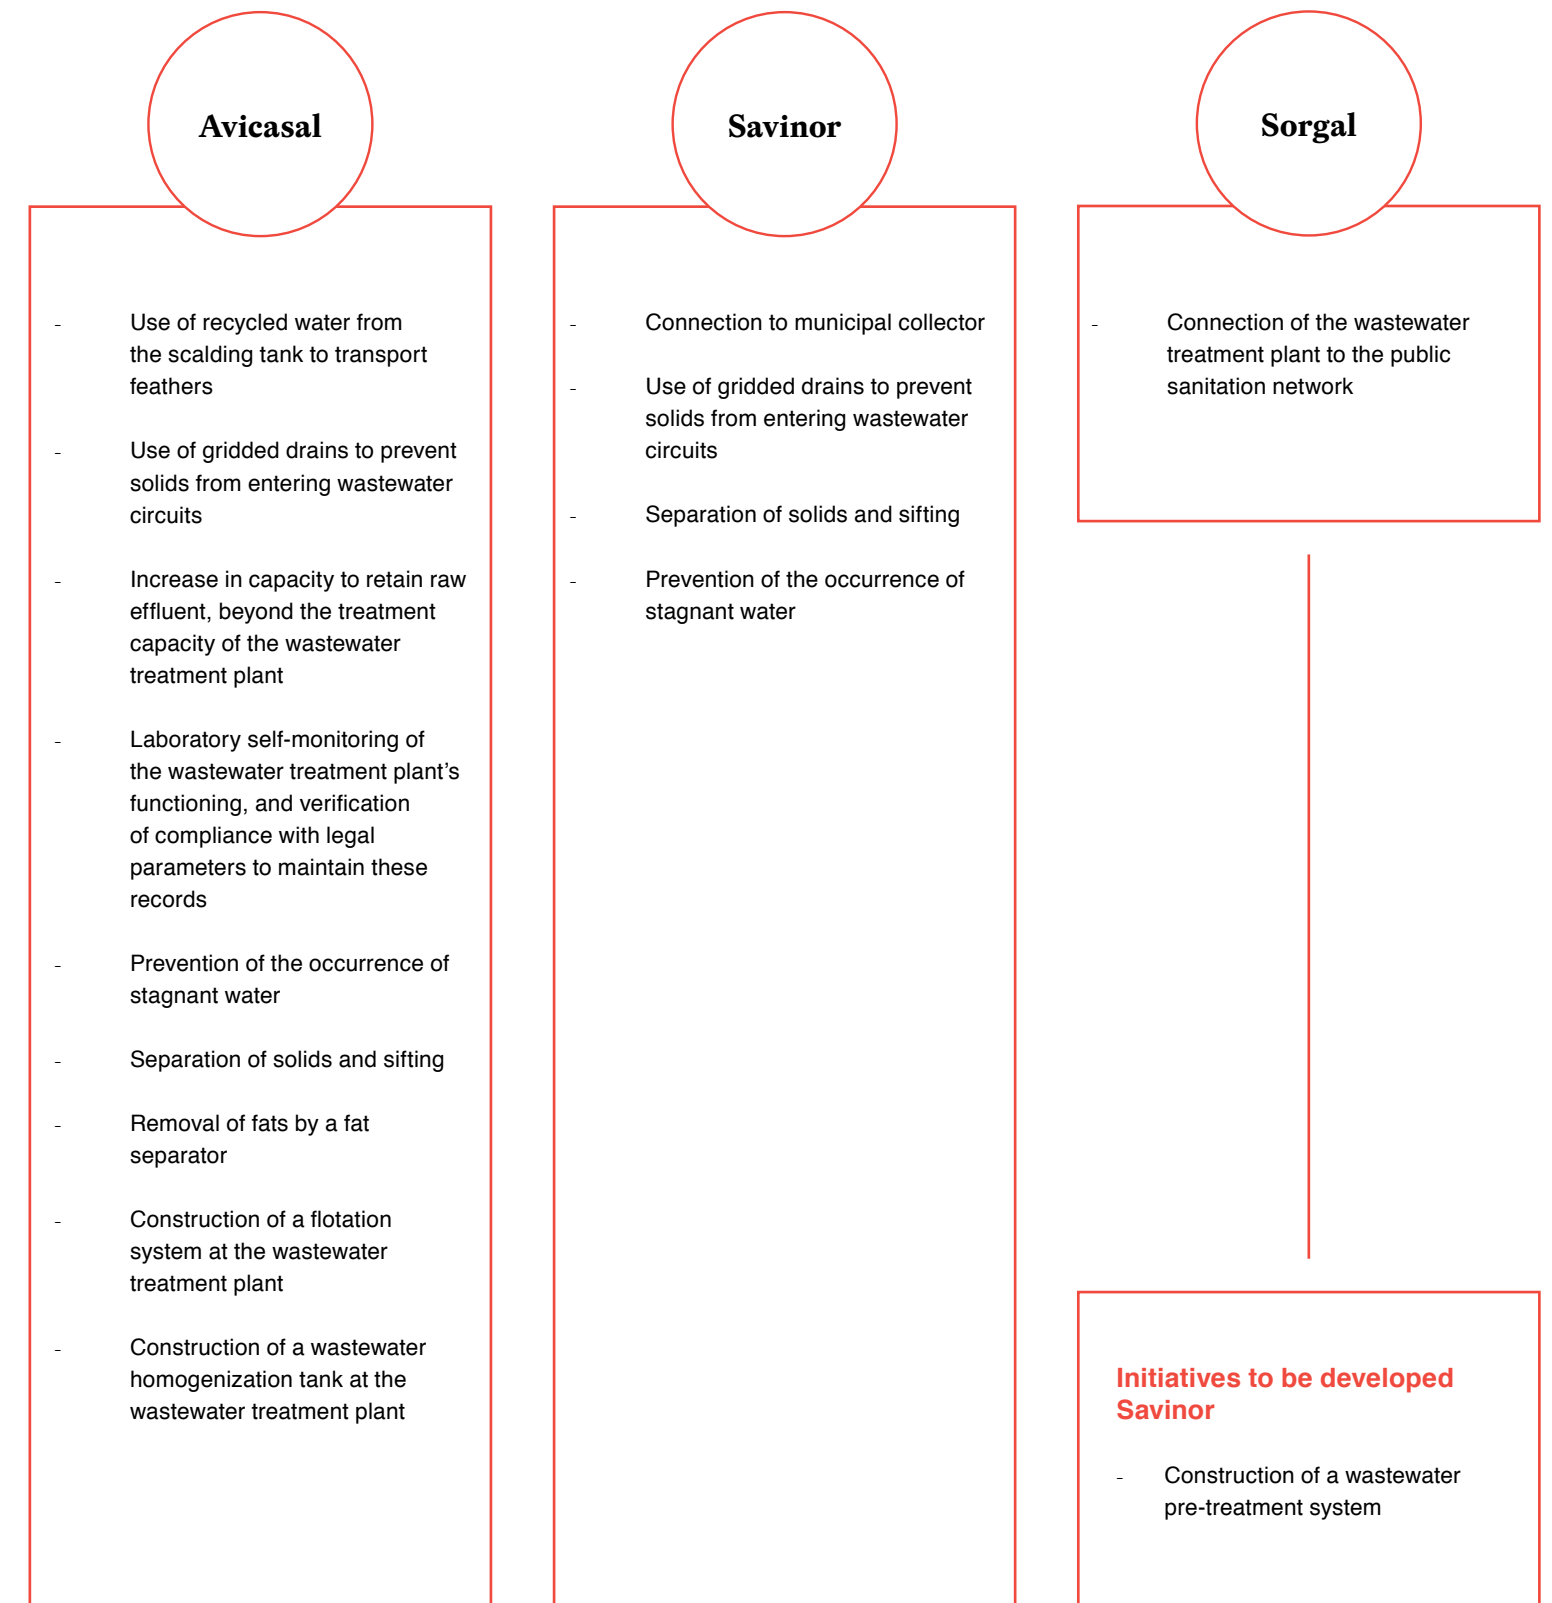 Avicasal
- Use of recycled water from
the scalding tank to transport
feathers
- Use of gridded drains to prevent
solids from entering wastewater
circuits
- Increase in capacity to retain raw
effluent, beyond the treatment
capacity of the wastewater
treatment plant
- Laboratory self-monitoring of
the wastewater treatment plant’s
functioning, and verification
of compliance with legal
parameters to maintain these
records
- Prevention of the occurrence of
stagnant water
- Separation of solids and sifting
- Removal of fats by a fat
separator
- Construction of a flotation
system at the wastewater
treatment plant
- Construction of a wastewater
homogenization tank at the
wastewater treatment plant
Savinor
- Connection to municipal collector
- Use of gridded drains to prevent
solids from entering wastewater
circuits
- Separation of solids and sifting
- Prevention of the occurrence of
stagnant water
Sorgal
- Connection of the wastewater
treatment plant to the public
sanitation network
Initiatives to be developed
Savinor
- Construction of a wastewater
pre-treatment system